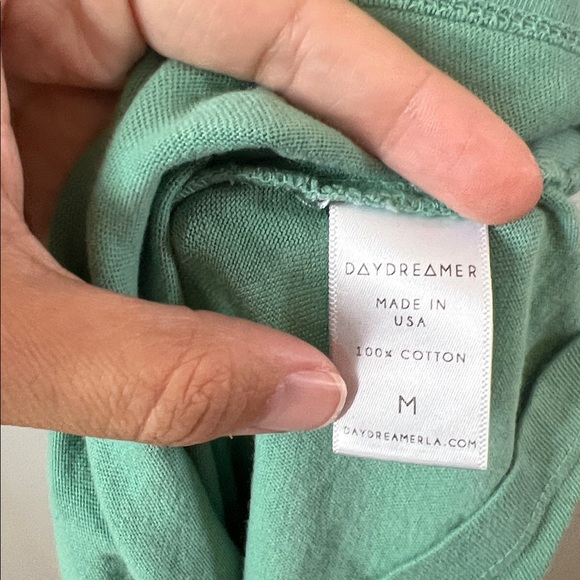 DAYDREAMER
MADE IN
USA
100% COTTON
M
DAYDREAMERLA.COM